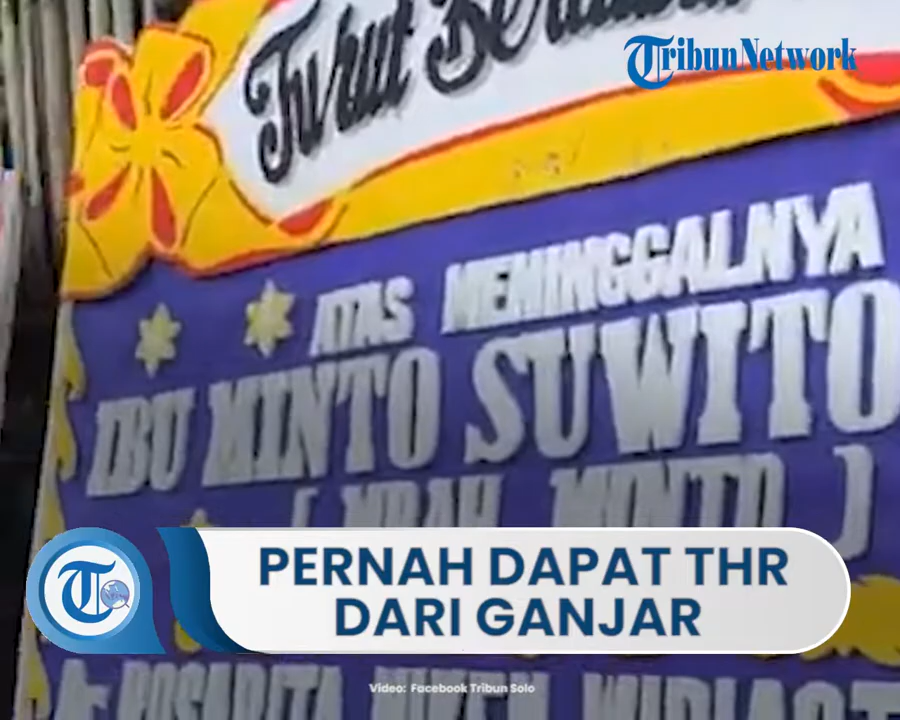 Turut
TribunNetwork
ATAS MENINGGALNYA
IBU MINTO SUWITO
( MBAH MINTO )
PERNAH DAPAT THR
DARI GANJAR
Video: Facebook Tribun Solo